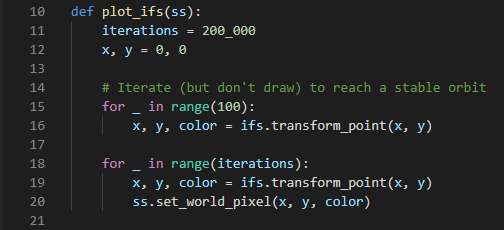 10 def plot_ifs(ss):
11     iterations = 200_000
12     x, y = 0, 0
13
14     # Iterate (but don't draw) to reach a stable orbit
15     for _ in range(100):
16         x, y, color = ifs.transform_point(x, y)
17
18     for _ in range(iterations):
19         x, y, color = ifs.transform_point(x, y)
20         ss.set_world_pixel(x, y, color)
21